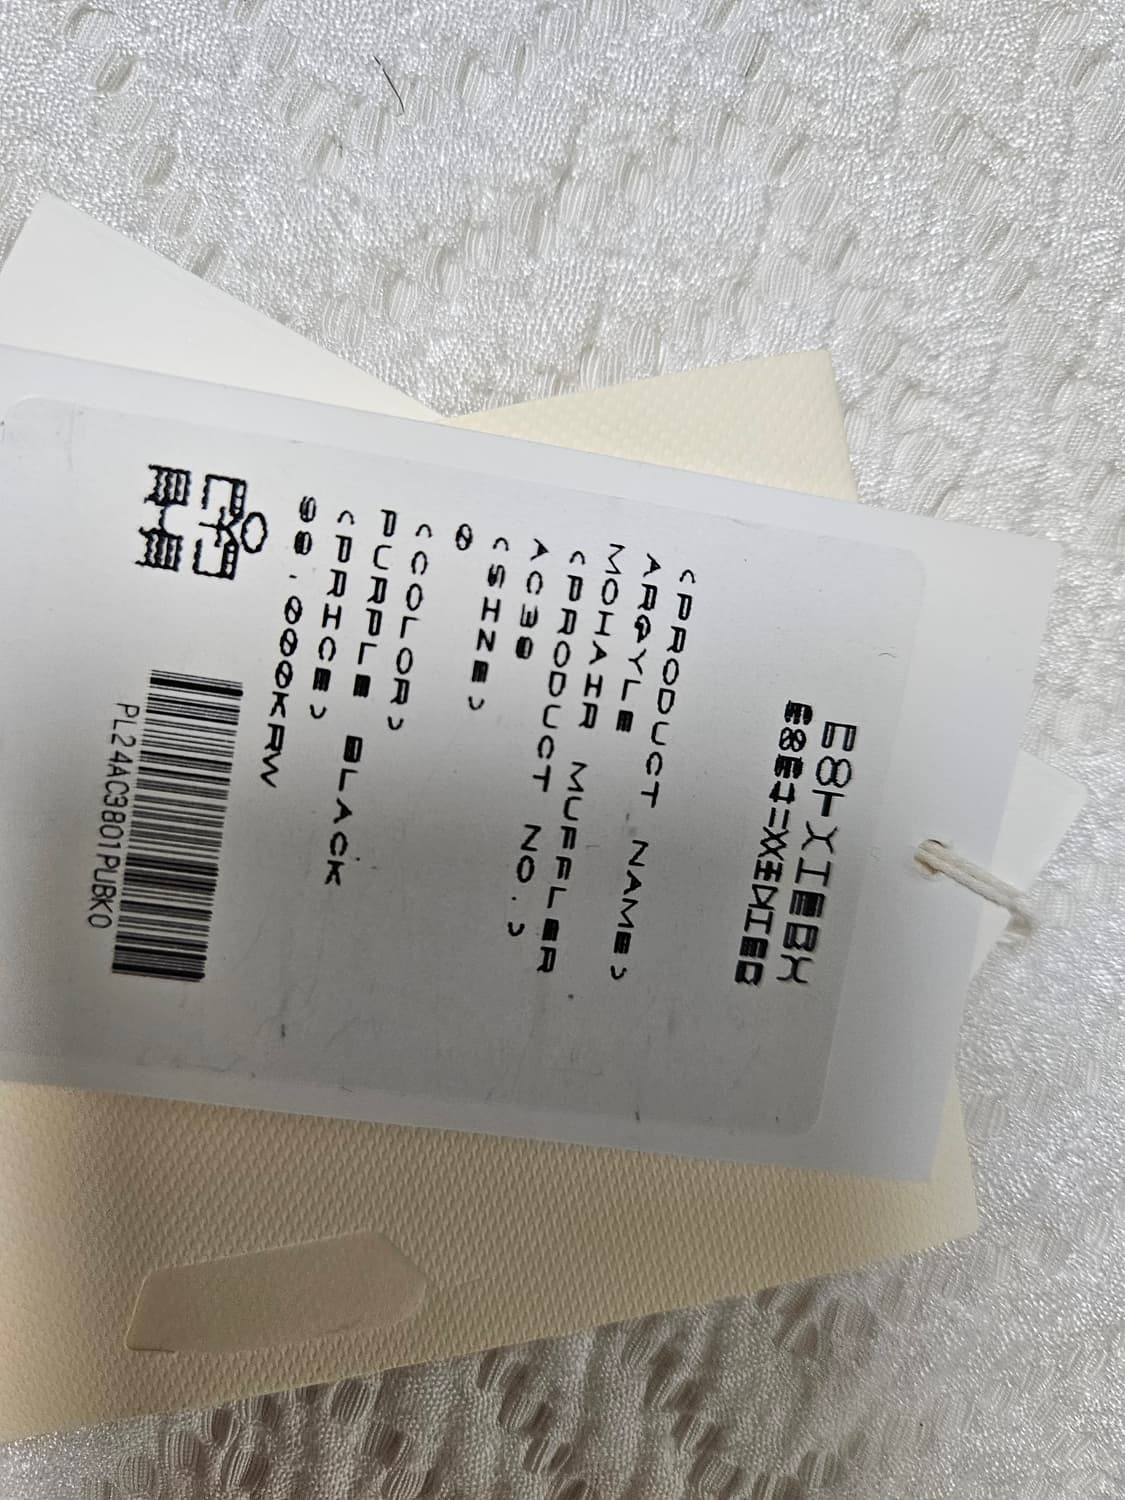 <PRODUCT NAME>
ARGYLE
MOHAIR MUFFLER
<PRODUCT NO.>
AC38
<SIZE>
0
<COLOR>
PURPLE BLACK
<PRICE>
98.000KRW
PL24AC3801PUBK0